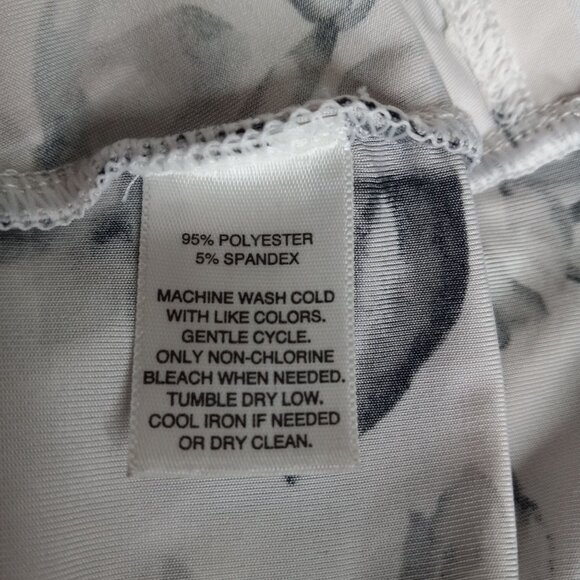 95% POLYESTER
5% SPANDEX
MACHINE WASH COLD
WITH LIKE COLORS.
GENTLE CYCLE.
ONLY NON-CHLORINE
BLEACH WHEN NEEDED.
TUMBLE DRY LOW.
COOL IRON IF NEEDED
OR DRY CLEAN.